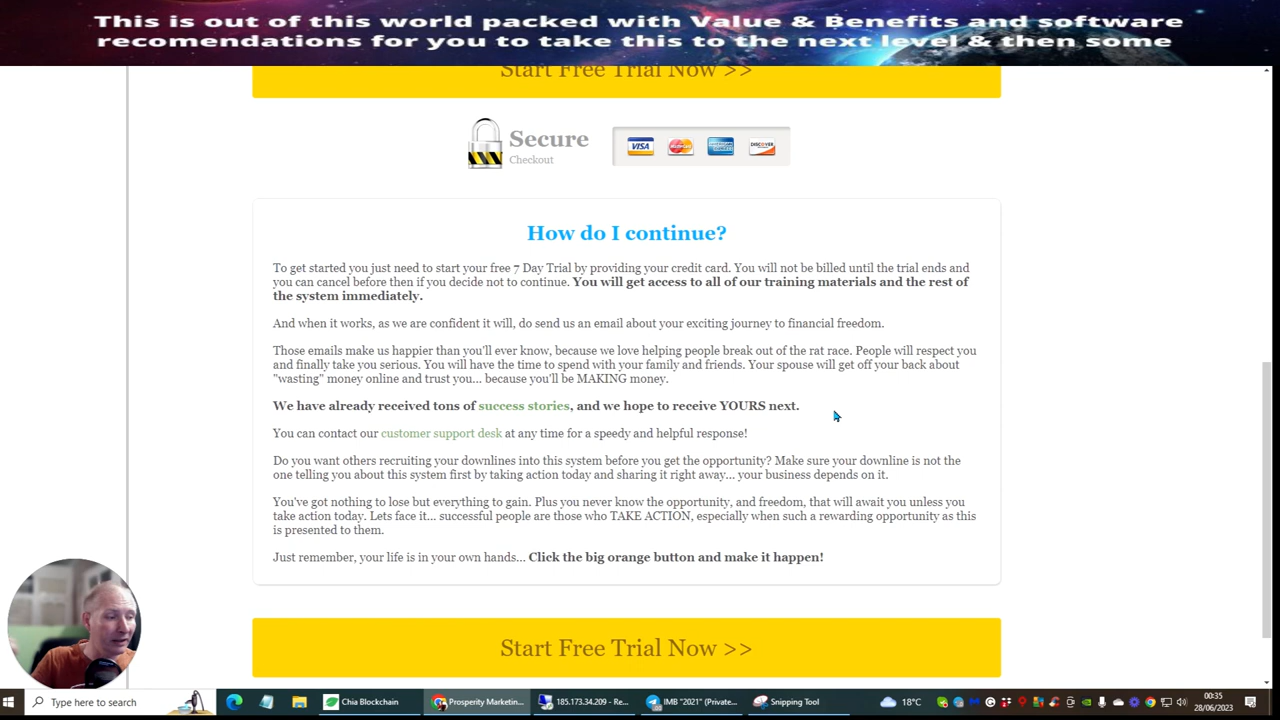 This is out of this world packed with Value & Benefits and software
recomendations for you to take this to the next level & then some
Start Free Trial Now >>
Secure
Checkout
VISA
MasterCard
AMERICAN EXPRESS
DISCOVER
How do I continue?
To get started you just need to start your free 7 Day Trial by providing your credit card. You will not be billed until the trial ends and
you can cancel before then if you decide not to continue. You will get access to all of our training materials and the rest of
the system immediately.
And when it works, as we are confident it will, do send us an email about your exciting journey to financial freedom.
Those emails make us happier than you'll ever know, because we love helping people break out of the rat race. People will respect you
and finally take you serious. You will have the time to spend with your family and friends. Your spouse will get off your back about
"wasting" money online and trust you... because you'll be MAKING money.
We have already received tons of success stories, and we hope to receive YOURS next.
You can contact our customer support desk at any time for a speedy and helpful response!
Do you want others recruiting your downlines into this system before you get the opportunity? Make sure your downline is not the
one telling you about this system first by taking action today and sharing it right away... your business depends on it.
You've got nothing to lose but everything to gain. Plus you never know the opportunity, and freedom, that will await you unless you
take action today. Lets face it... successful people are those who TAKE ACTION, especially when such a rewarding opportunity as this
is presented to them.
Just remember, your life is in your own hands... Click the big orange button and make it happen!
Start Free Trial Now >>
Type here to search
Chia Blockchain
Prosperity Marketin...
185.173.34.209 - Re...
IMB "2021" (Private...
Snipping Tool
18°C
00:35
28/06/2023